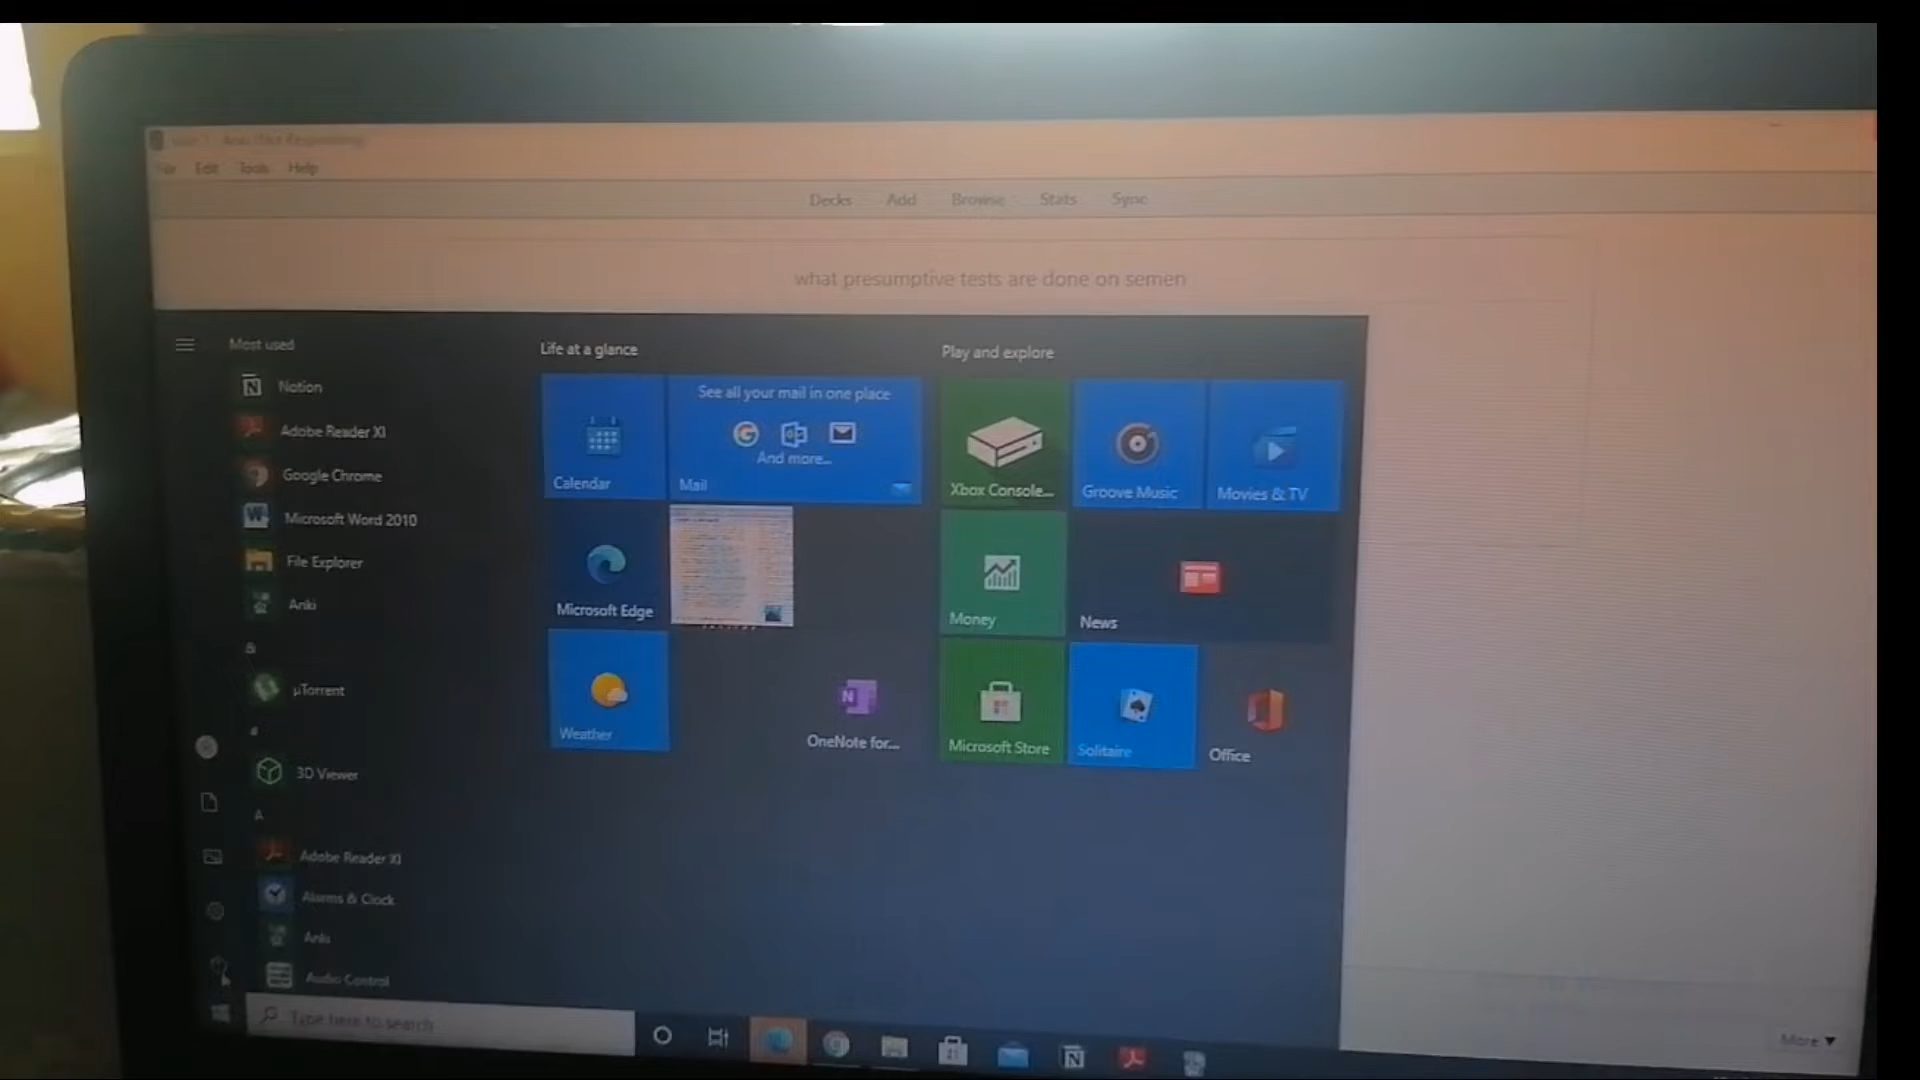 Anki (Not Responding)
File Edit Tools Help
Decks Add Browse Stats Sync
what presumptive tests are done on semen
Most used
Notion
Adobe Reader XI
Google Chrome
Microsoft Word 2010
File Explorer
Anki
&
µTorrent
#
3D Viewer
A
Adobe Reader XI
Alarms & Clock
Anki
Audio Control
Life at a glance
Calendar
See all your mail in one place
And more...
Mail
Microsoft Edge
Weather
OneNote for...
Play and explore
Xbox Console...
Groove Music
Movies & TV
Money
News
Microsoft Store
Solitaire
Office
Type here to search
More